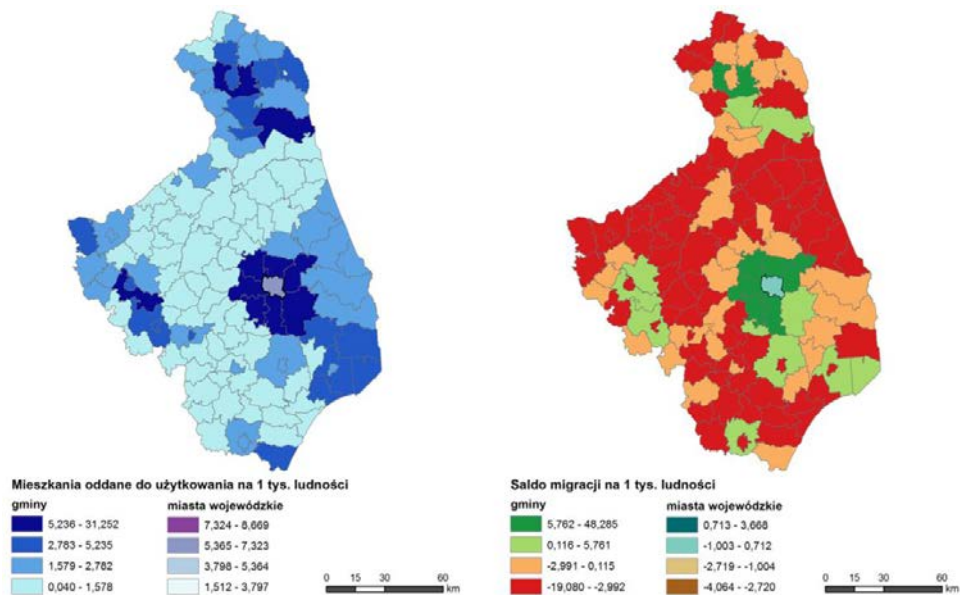 Mieszkania oddane do użytkowania na 1 tys. ludności
gminy
5,236 - 31,252
2,783 - 5,235
1,579 - 2,782
0,040 - 1,578
miasta wojewódzkie
7,324 - 8,669
5,365 - 7,323
3,798 - 5,364
1,512 - 3,797
0 15 30 60
km
Saldo migracji na 1 tys. ludności
gminy
5,762 - 48,285
0,116 - 5,761
-2,991 - 0,115
-19,080 - -2,992
miasta wojewódzkie
0,713 - 3,668
-1,003 - 0,712
-2,719 - -1,004
-4,064 - -2,720
0 15 30 60
km